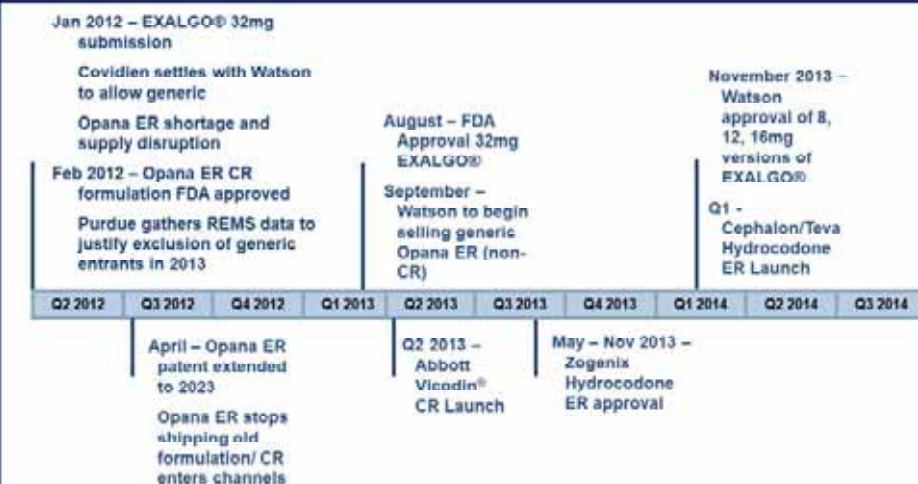 Jan 2012 – EXALGO® 32mg
submission
Covidien settles with Watson
to allow generic
Opana ER shortage and
supply disruption
Feb 2012 – Opana ER CR
formulation FDA approved
Purdue gathers REMS data to
justify exclusion of generic
entrants in 2013
August – FDA
Approval 32mg
EXALGO®
September –
Watson to begin
selling generic
Opana ER (non-
CR)
November 2013 –
Watson
approval of 8,
12, 16mg
versions of
EXALGO®
Q1 -
Cephalon/Teva
Hydrocodone
ER Launch
Q2 2012 Q3 2012 Q4 2012 Q1 2013 Q2 2013 Q3 2013 Q4 2013 Q1 2014 Q2 2014 Q3 2014
April – Opana ER
patent extended
to 2023
Opana ER stops
shipping old
formulation/ CR
enters channels
Q2 2013 –
Abbott
Vicodin®
CR Launch
May – Nov 2013 –
Zogenix
Hydrocodone
ER approval